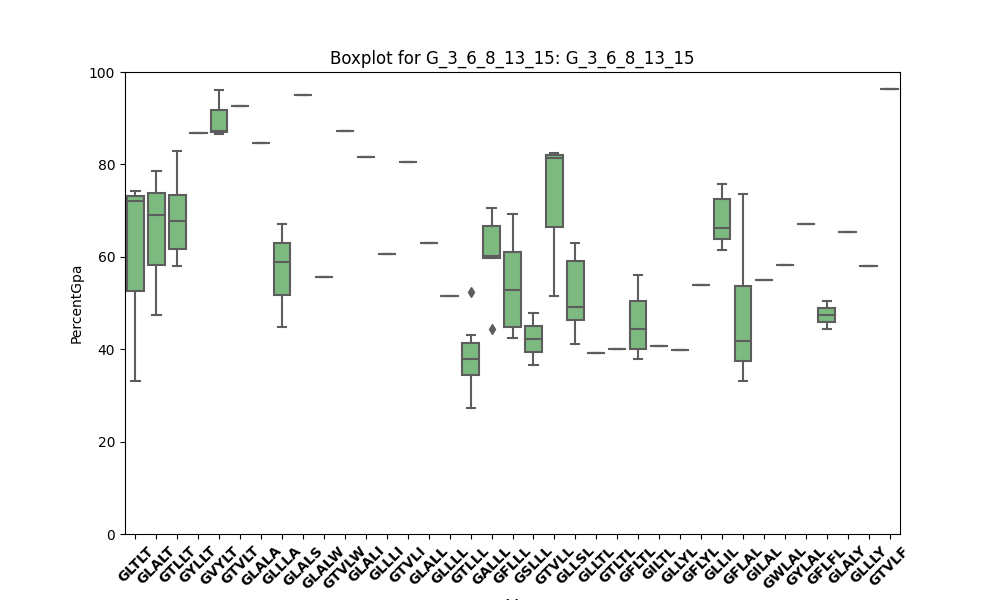 Boxplot for G_3_6_8_13_15: G_3_6_8_13_15
PercentGpa
100
80
60
40
20
0
GLTLT GLALT GTLLT GYLLT GVYLT GTVLT GLALA GLLLA GLALS GLALW GTVLW GLALI GLLLI GTVLI GLALL GLLLL GTLLL GALLL GFLLL GSLLL GTVLL GLLSL GLLTL GTLTL GFLTL GILTL GLLYL GFLYL GLLIL GFLAL GILAL GWLAL GYLAL GFLFL GLALY GLLLY GTVLF